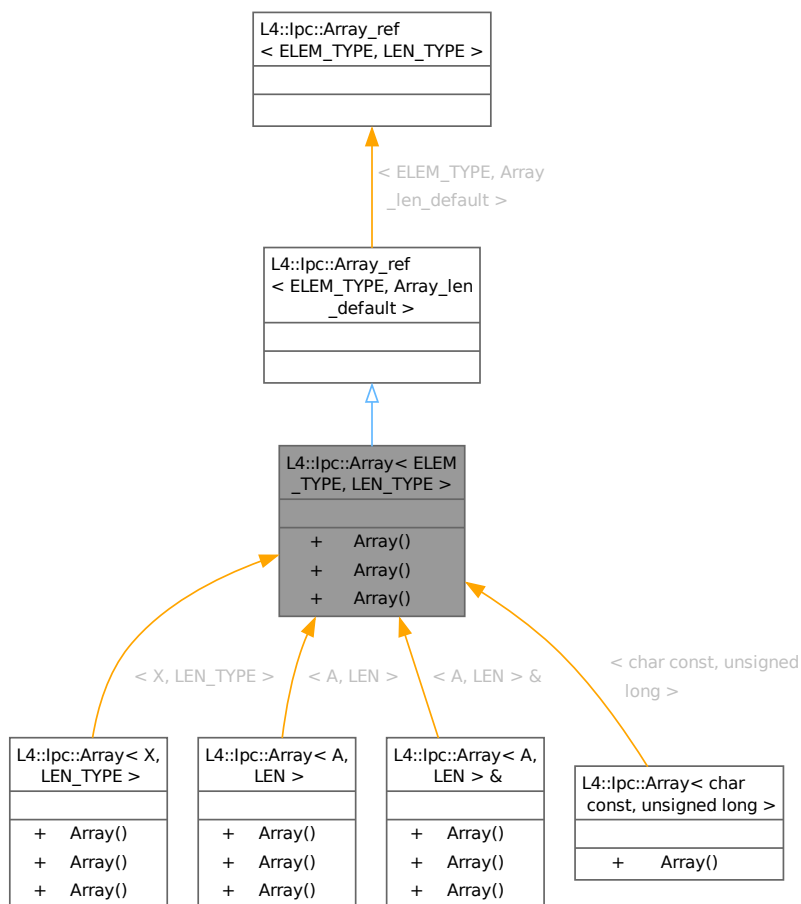 L4::Ipc::Array_ref
< ELEM_TYPE, LEN_TYPE >
< ELEM_TYPE, Array
_len_default >
L4::Ipc::Array_ref
< ELEM_TYPE, Array_len
_default >
L4::Ipc::Array< ELEM
_TYPE, LEN_TYPE >
+ Array()
+ Array()
+ Array()
< X, LEN_TYPE >
< A, LEN >
< A, LEN > &
< char const, unsigned
long >
L4::Ipc::Array< X,
LEN_TYPE >
+ Array()
+ Array()
+ Array()
L4::Ipc::Array< A,
LEN >
+ Array()
+ Array()
+ Array()
L4::Ipc::Array< A,
LEN > &
+ Array()
+ Array()
+ Array()
L4::Ipc::Array< char
const, unsigned long >
+ Array()